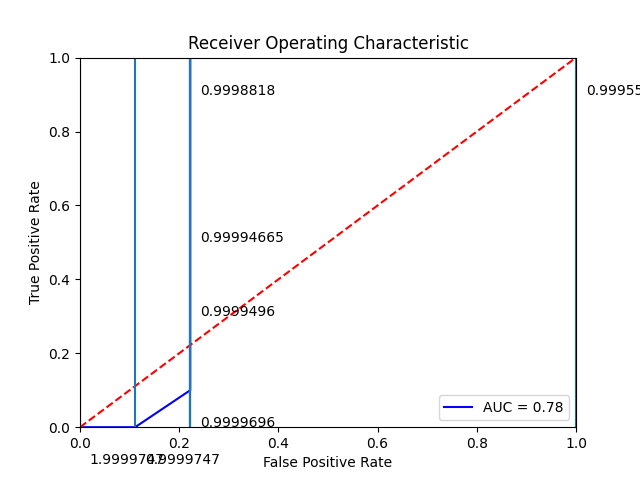 Receiver Operating Characteristic
1.0
0.8
0.6
0.4
0.2
0.0
True Positive Rate
0.9998818
0.99955
0.99994665
0.9999496
0.9999696
AUC = 0.78
0.0 0.2 0.4 0.6 0.8 1.0
0.9999747
False Positive Rate